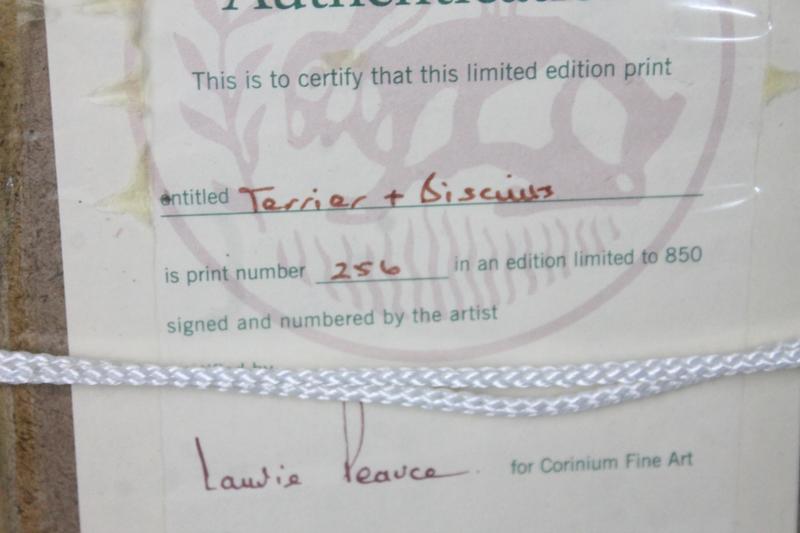 This is to certify that this limited edition print
entitled Terrier +
is print number 256 in an edition limited to 850
signed and numbered by the artist
by
Laurie Pearce
for Corinium Fine Art